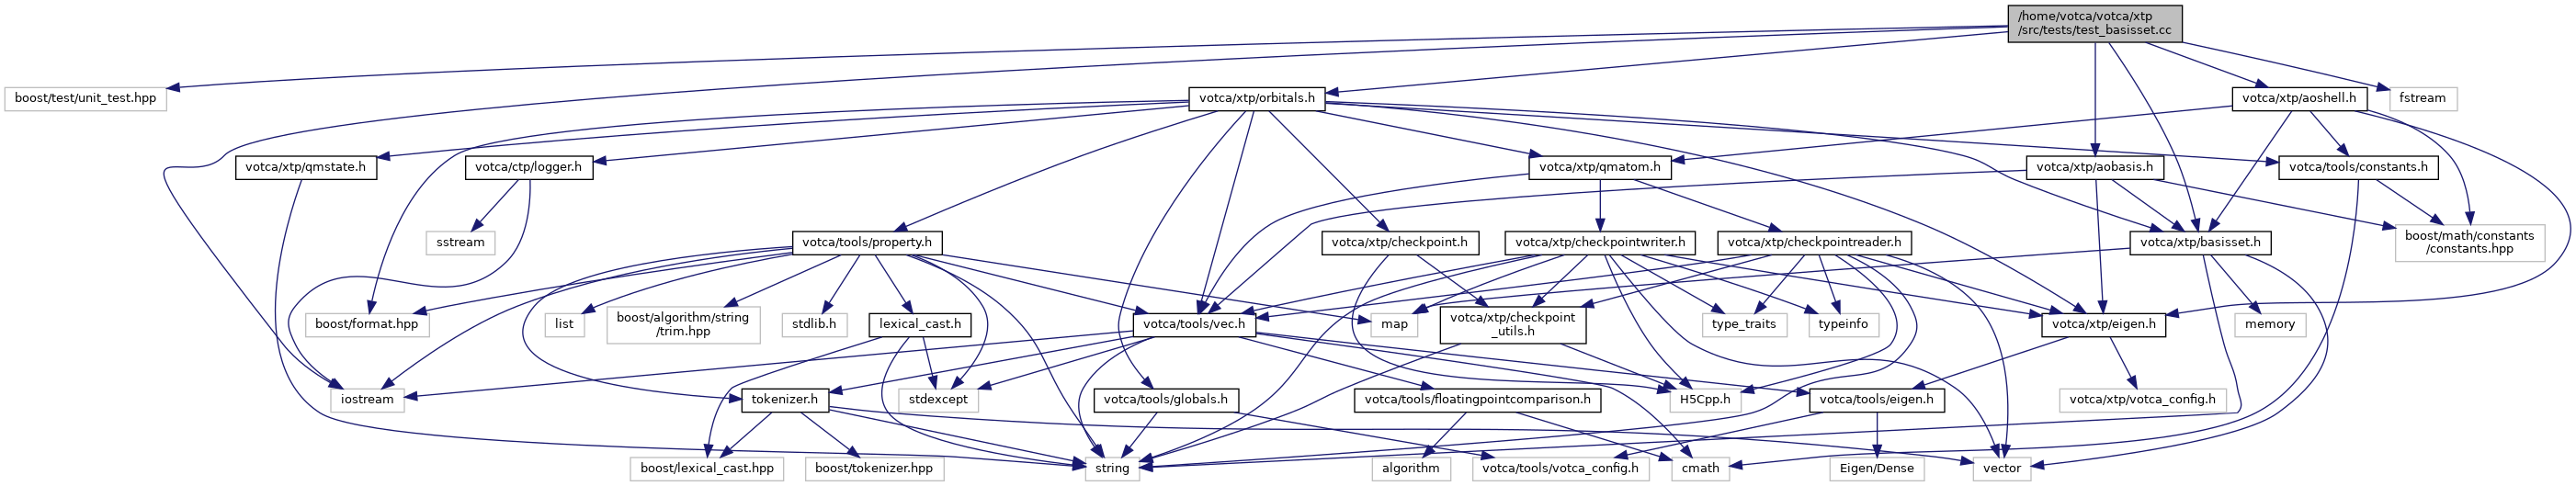 /home/votca/votca/xtp
/src/tests/test_basisset.cc
boost/test/unit_test.hpp
votca/xtp/orbitals.h
votca/xtp/aoshell.h
fstream
votca/xtp/qmstate.h
votca/ctp/logger.h
votca/xtp/qmatom.h
votca/xtp/aobasis.h
votca/tools/constants.h
sstream
votca/tools/property.h
votca/xtp/checkpoint.h
votca/xtp/checkpointwriter.h
votca/xtp/checkpointreader.h
votca/xtp/basisset.h
boost/math/constants
/constants.hpp
boost/format.hpp
list
boost/algorithm/string
/trim.hpp
stdlib.h
lexical_cast.h
votca/tools/vec.h
map
votca/xtp/checkpoint
_utils.h
type_traits
typeinfo
votca/xtp/eigen.h
memory
iostream
tokenizer.h
stdexcept
votca/tools/globals.h
votca/tools/floatingpointcomparison.h
H5Cpp.h
votca/tools/eigen.h
votca/xtp/votca_config.h
boost/lexical_cast.hpp
boost/tokenizer.hpp
string
algorithm
votca/tools/votca_config.h
cmath
Eigen/Dense
vector